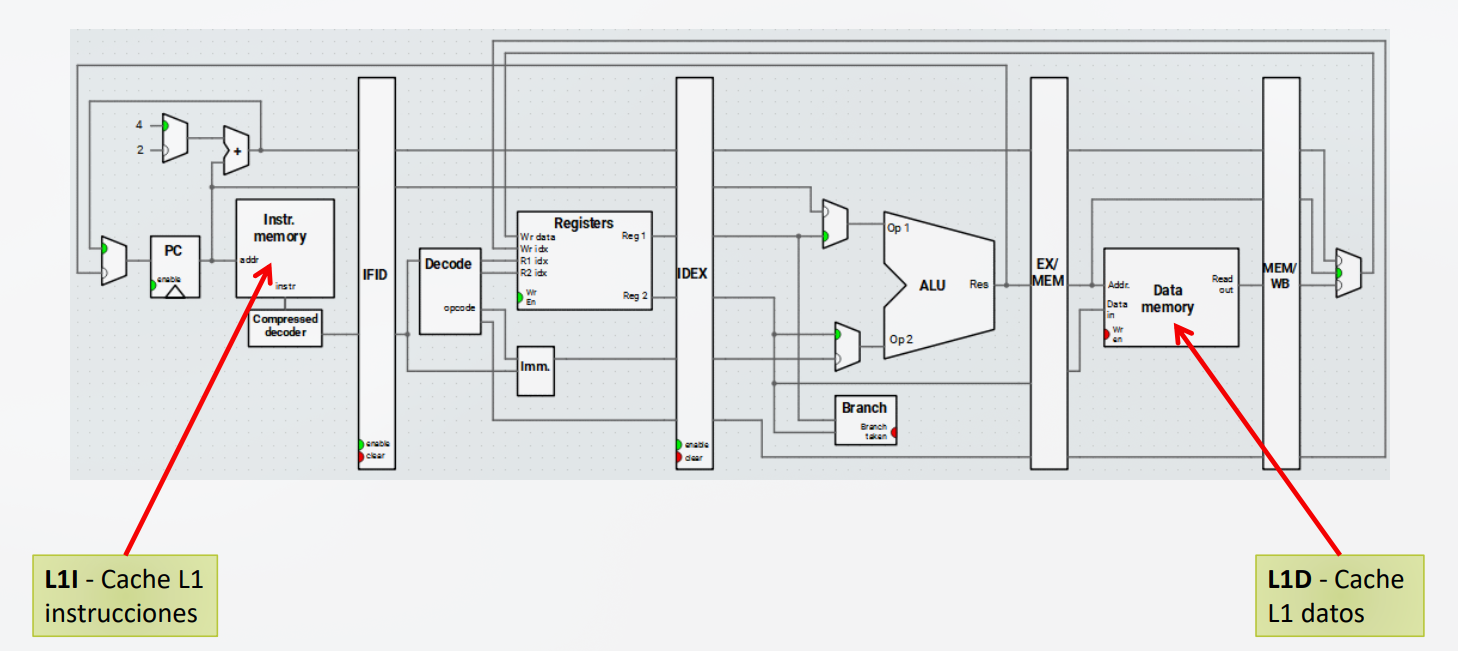 4
2
+
PC
enable
Instr.
memory
addr
instr
Compressed
decoder
IFID
enable
clear
Decode
opcode
Registers
Wr data
Wr idx
R1 idx
R2 idx
Wr
En
Reg 1
Reg 2
Imm.
IDEX
enable
clear
Op 1
ALU
Res
Op 2
Branch
Branch
taken
EX/
MEM
Data
memory
Addr.
Data
in
Wr
en
Read
out
MEM/
WB
L1I - Cache L1
instrucciones
L1D - Cache
L1 datos